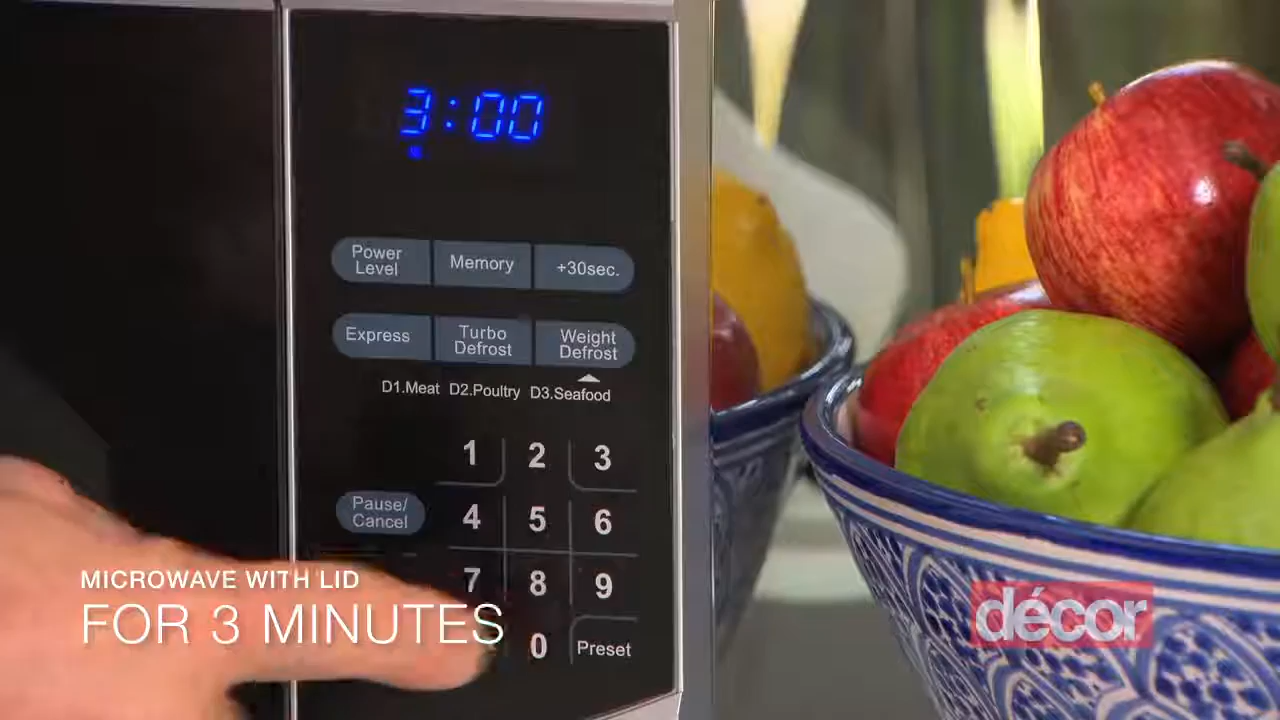 3:00
Power
Level
Memory
+30sec.
Express
Turbo
Defrost
Weight
Defrost
D1.Meat D2.Poultry D3.Seafood
1 2 3
Pause/
Cancel
4 5 6
7 8 9
0 Preset
MICROWAVE WITH LID
FOR 3 MINUTES
décor